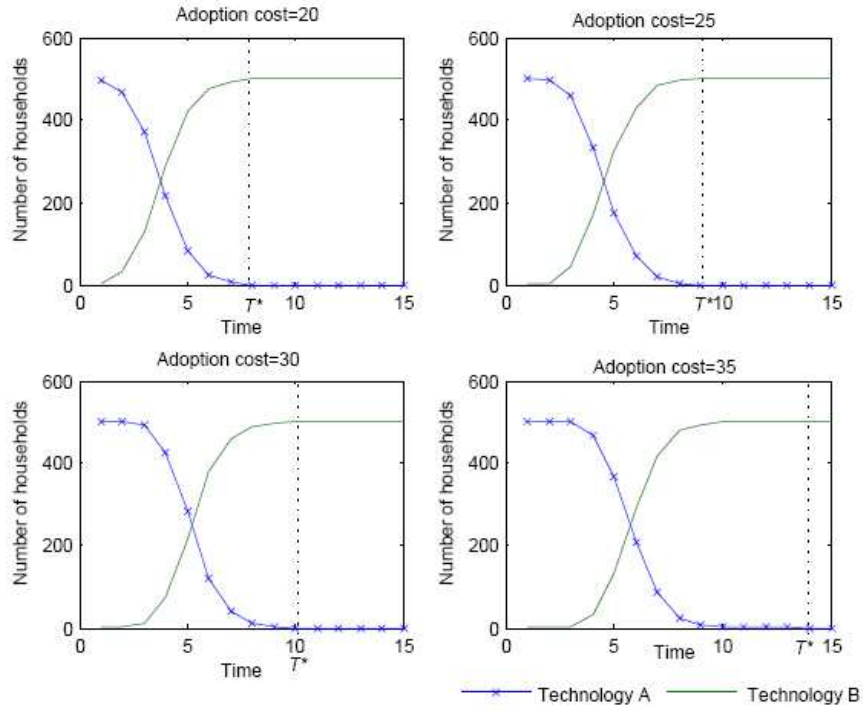 Adoption cost=20
Number of households
600
400
200
0
0 5 T* 10 15
Time
Adoption cost=25
Number of households
600
400
200
0
0 5 T* 10 15
Time
Adoption cost=30
Number of households
600
400
200
0
0 5 10 15
Time T*
Adoption cost=35
Number of households
600
400
200
0
0 5 10 T* 15
Time
Technology A Technology B